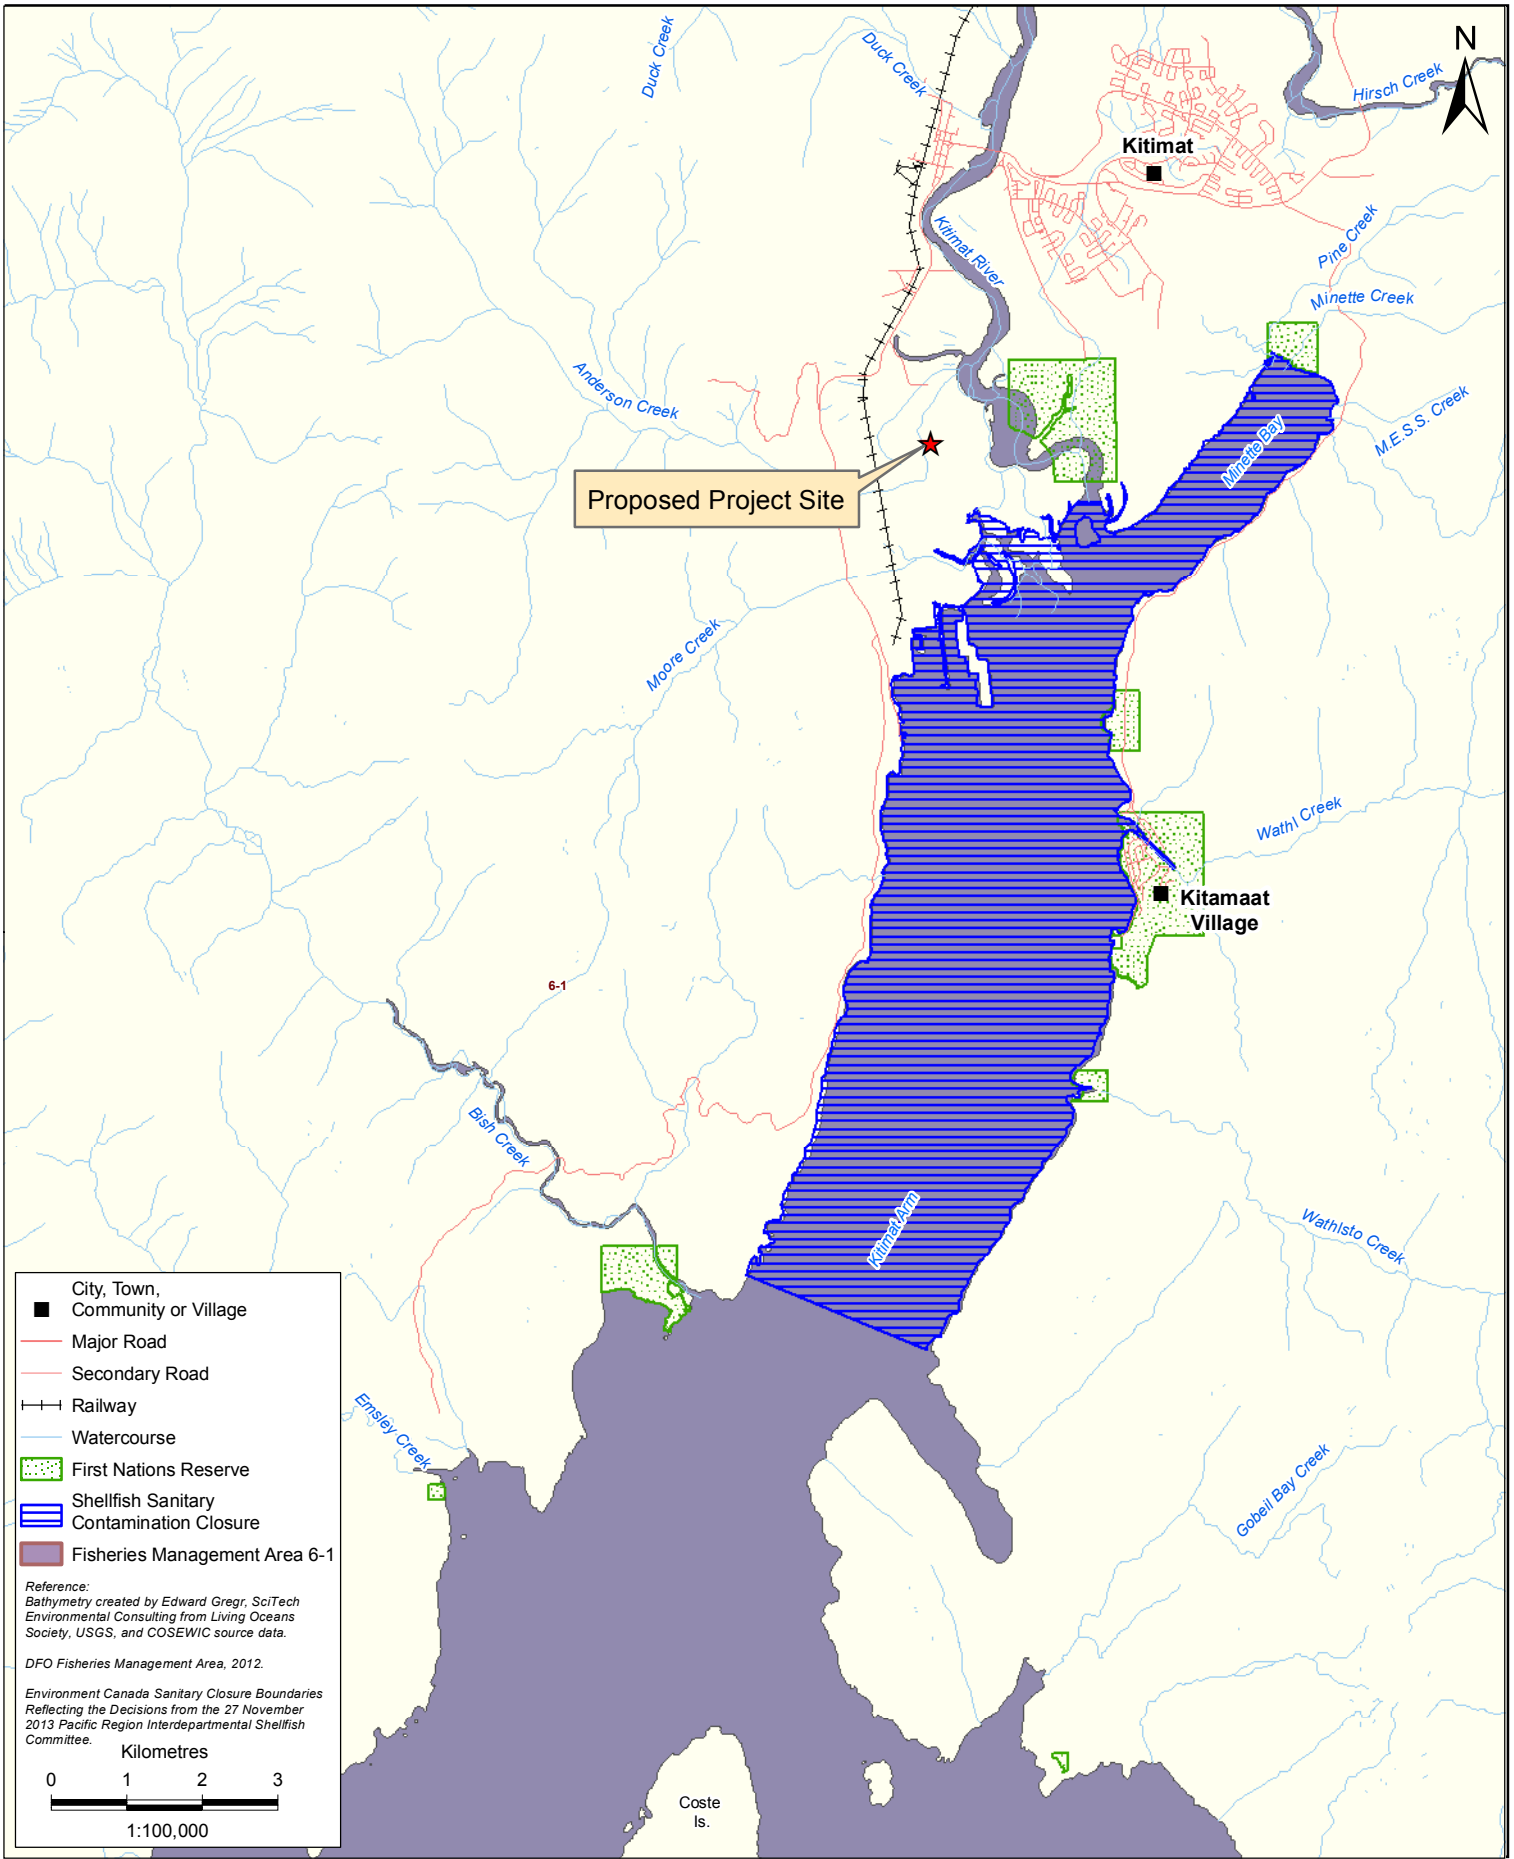 Duck Creek
Duck Creek
N
Hirsch Creek
Kitimat
Kitimat River
Pine Creek
Minette Creek
Anderson Creek
M.E.S.S. Creek
Minette Bay
Proposed Project Site
Moore Creek
Wathl Creek
Kitamaat
Village
6-1
Bish Creek
Kitimat Arm
Wathlsto Creek
Emsley Creek
Gobeil Bay Creek
Coste
Is.
City, Town,
Community or Village
Major Road
Secondary Road
Railway
Watercourse
First Nations Reserve
Shellfish Sanitary
Contamination Closure
Fisheries Management Area 6-1
Reference:
Bathymetry created by Edward Gregr, SciTech
Environmental Consulting from Living Oceans
Society, USGS, and COSEWIC source data.
DFO Fisheries Management Area, 2012.
Environment Canada Sanitary Closure Boundaries
Reflecting the Decisions from the 27 November
2013 Pacific Region Interdepartmental Shellfish
Committee.
Kilometres
0 1 2 3
1:100,000